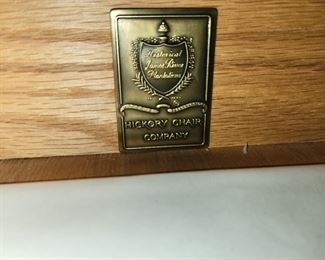 Historical
James River
Plantations
HICKORY CHAIR
COMPANY